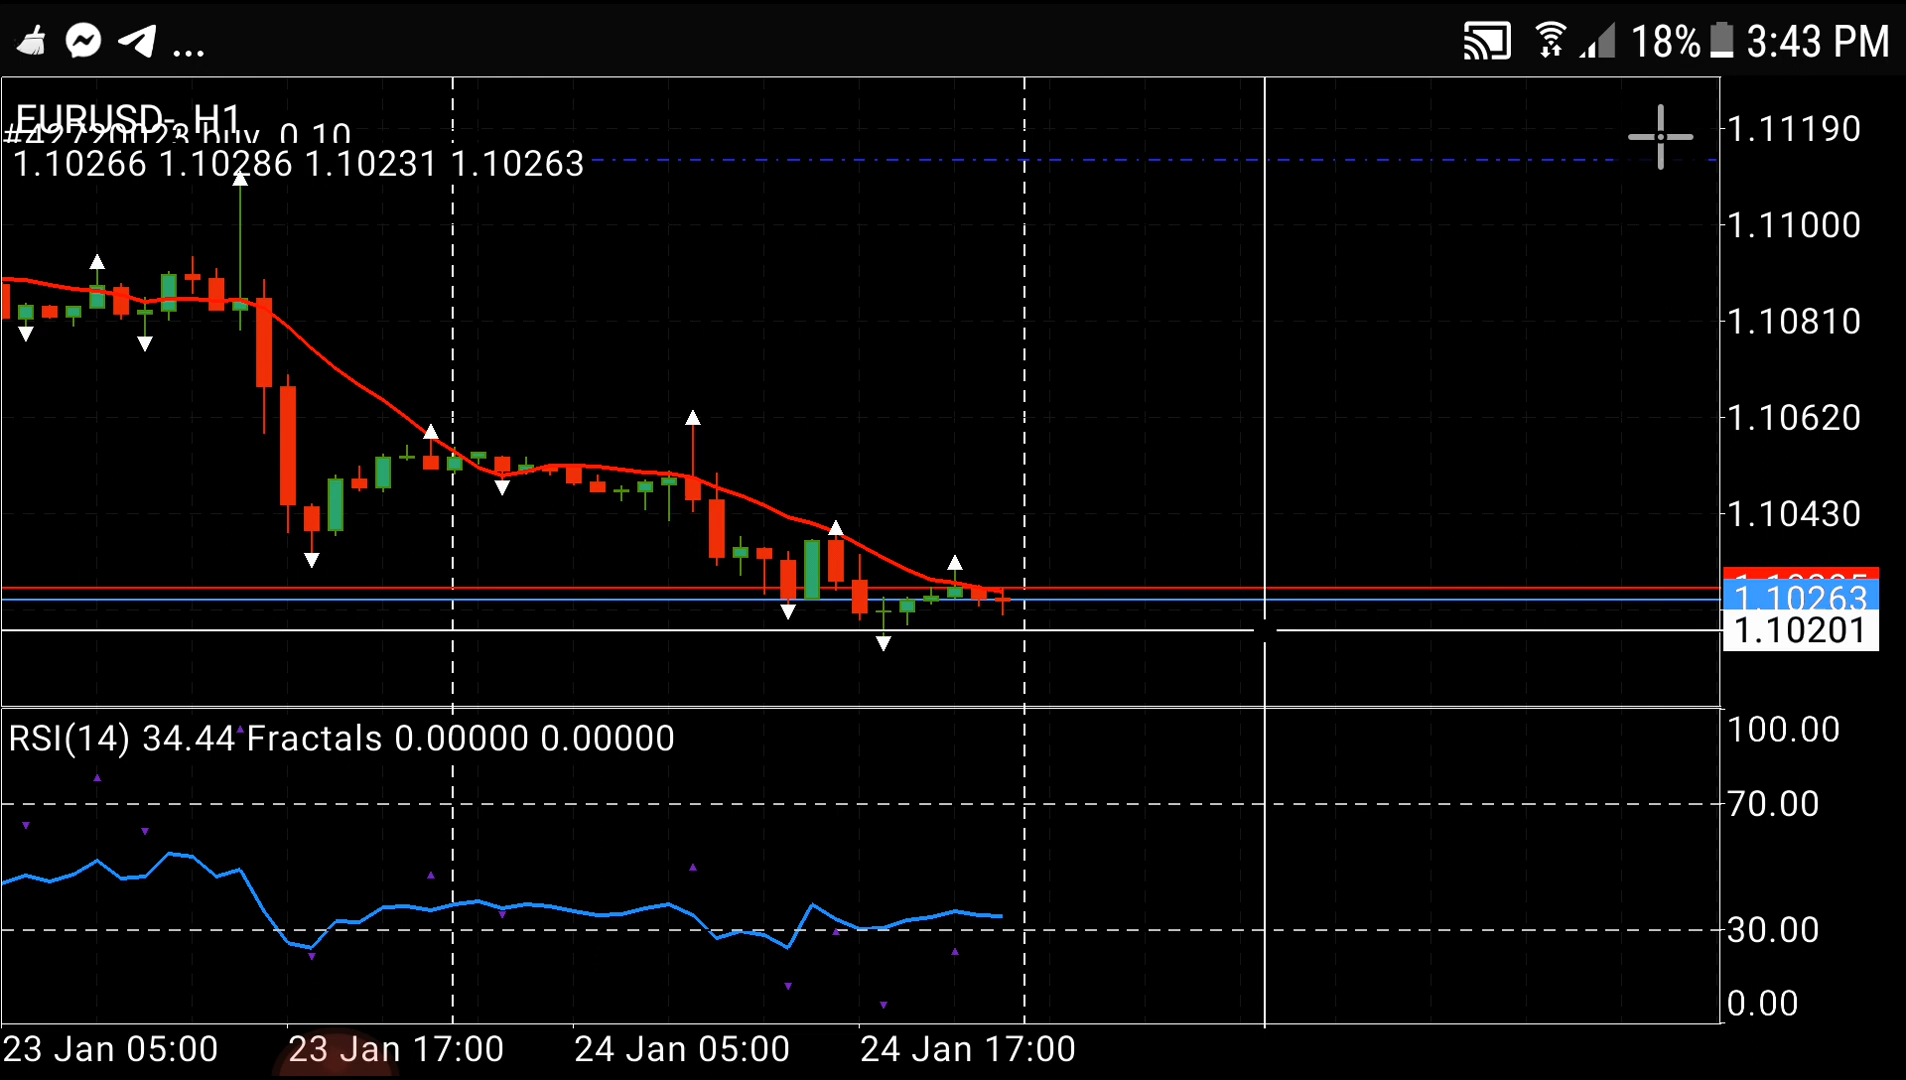 ... 18% 3:43 PM
EURUSD-, H1
buy 0.10
1.10266 1.10286 1.10231 1.10263
1.11190
1.11000
1.10810
1.10620
1.10430
1.10263
1.10201
RSI(14) 34.44 Fractals 0.00000 0.00000
100.00
70.00
30.00
0.00
23 Jan 05:00 23 Jan 17:00 24 Jan 05:00 24 Jan 17:00